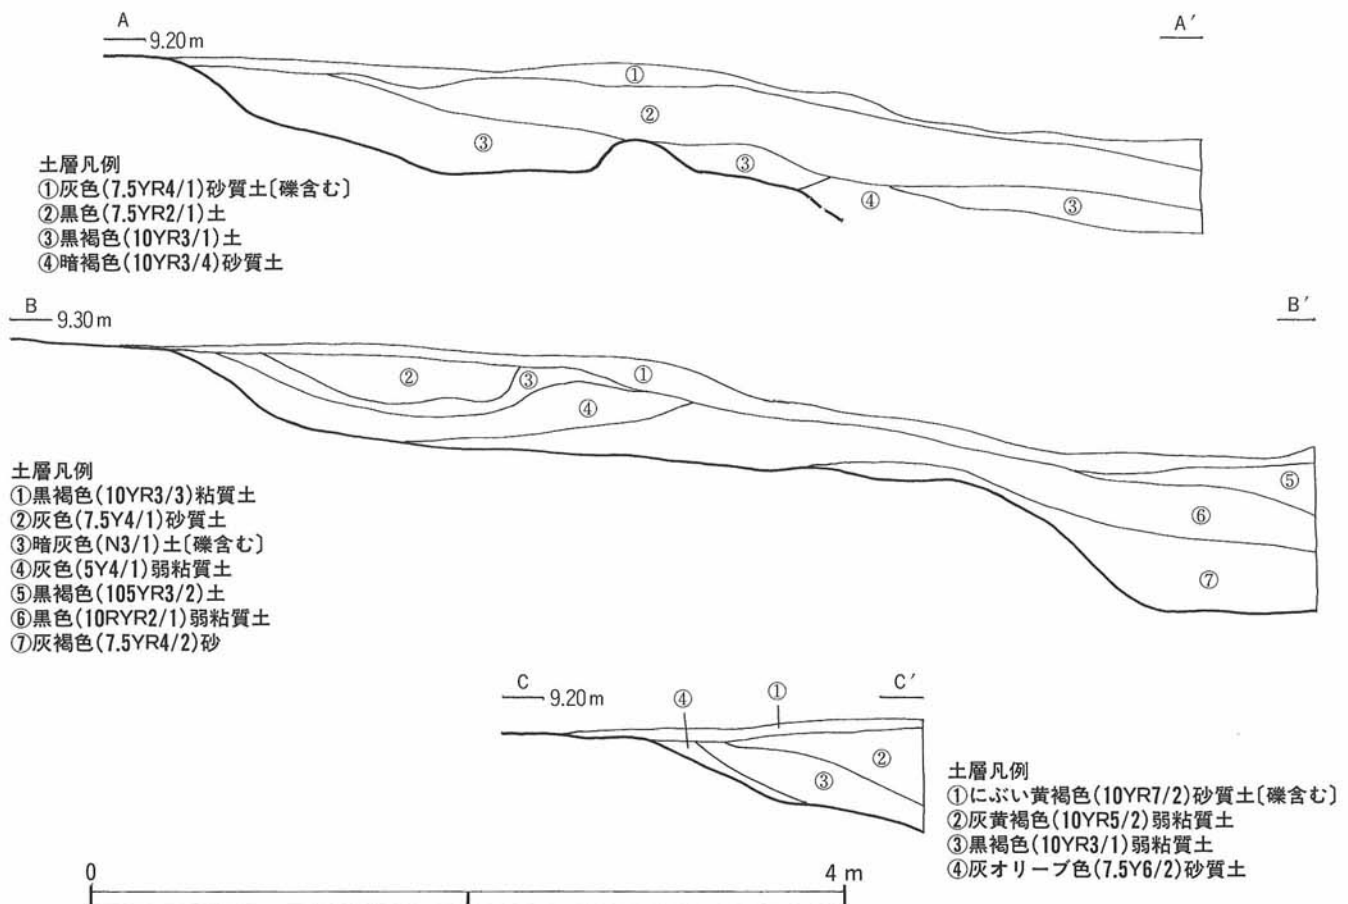 A
A′
9.20m
①
②
③
③
④
③
土層凡例
①灰色(7.5YR4/1)砂質土〔礫含む〕
②黒色(7.5YR2/1)土
③黒褐色(10YR3/1)土
④暗褐色(10YR3/4)砂質土
B
B′
9.30m
①
②
③
④
⑤
⑥
⑦
土層凡例
①黒褐色(10YR3/3)粘質土
②灰色(7.5Y4/1)砂質土
③暗灰色(N3/1)土〔礫含む〕
④灰色(5Y4/1)弱粘質土
⑤黒褐色(105YR3/2)土
⑥黒色(10RYR2/1)弱粘質土
⑦灰褐色(7.5YR4/2)砂
C
C′
9.20m
④
①
②
③
土層凡例
①にぶい黄褐色(10YR7/2)砂質土〔礫含む〕
②灰黄褐色(10YR5/2)弱粘質土
③黒褐色(10YR3/1)弱粘質土
④灰オリーブ色(7.5Y6/2)砂質土
0
4 m